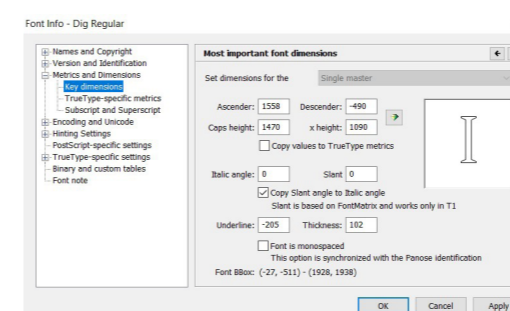 Font Info - Dig Regular
Names and Copyright
Version and Identification
Metrics and Dimensions
Key dimensions
TrueType-specific metrics
Subscript and Superscript
Encoding and Unicode
Hinting Settings
PostScript-specific settings
TrueType-specific settings
Binary and custom tables
Font note
Most important font dimensions
Set dimensions for the Single master
Ascender: 1558 Descender: -490
Caps height: 1470 x height: 1090
Copy values to TrueType metrics
Italic angle: 0 Slant 0
Copy Slant angle to Italic angle
Slant is based on FontMatrix and works only in T1
Underline: -205 Thickness: 102
Font is monospaced
This option is synchronized with the Panose identification
Font BBox: (-27, -511) - (1928, 1938)
OK Cancel Apply